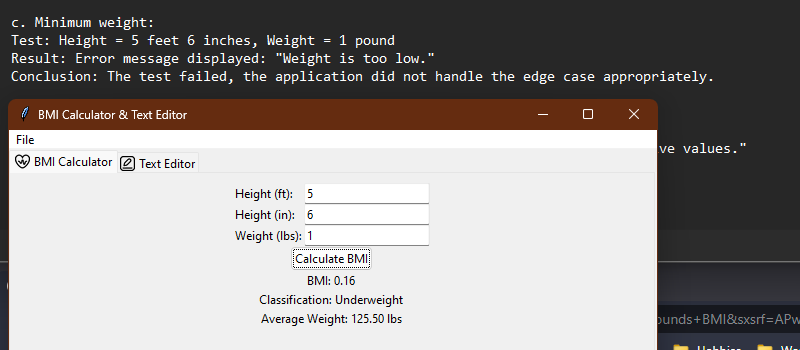 c. Minimum weight:
Test: Height = 5 feet 6 inches, Weight = 1 pound
Result: Error message displayed: "Weight is too low."
Conclusion: The test failed, the application did not handle the edge case appropriately.
BMI Calculator & Text Editor
File
ve values."
BMI Calculator Text Editor
Height (ft): 5
Height (in): 6
Weight (lbs): 1
Calculate BMI
BMI: 0.16
Classification: Underweight
Average Weight: 125.50 lbs
ounds+BMI&sxsrf=APw
Hobbies